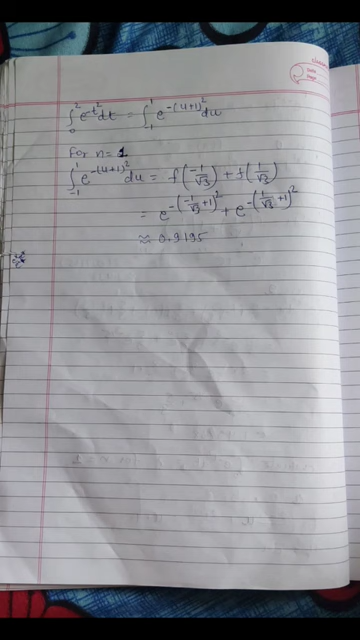 ∫₀² e^{-t²} dt = ∫₋₁¹ e^{-(u+1)²} du
For n = 1
∫₋₁¹ e^{-(u+1)²} du = f(-1/√3) + f(1/√3)
= e^{-(-1/√3 + 1)²} + e^{-(1/√3 + 1)²}
≈ 0.9195